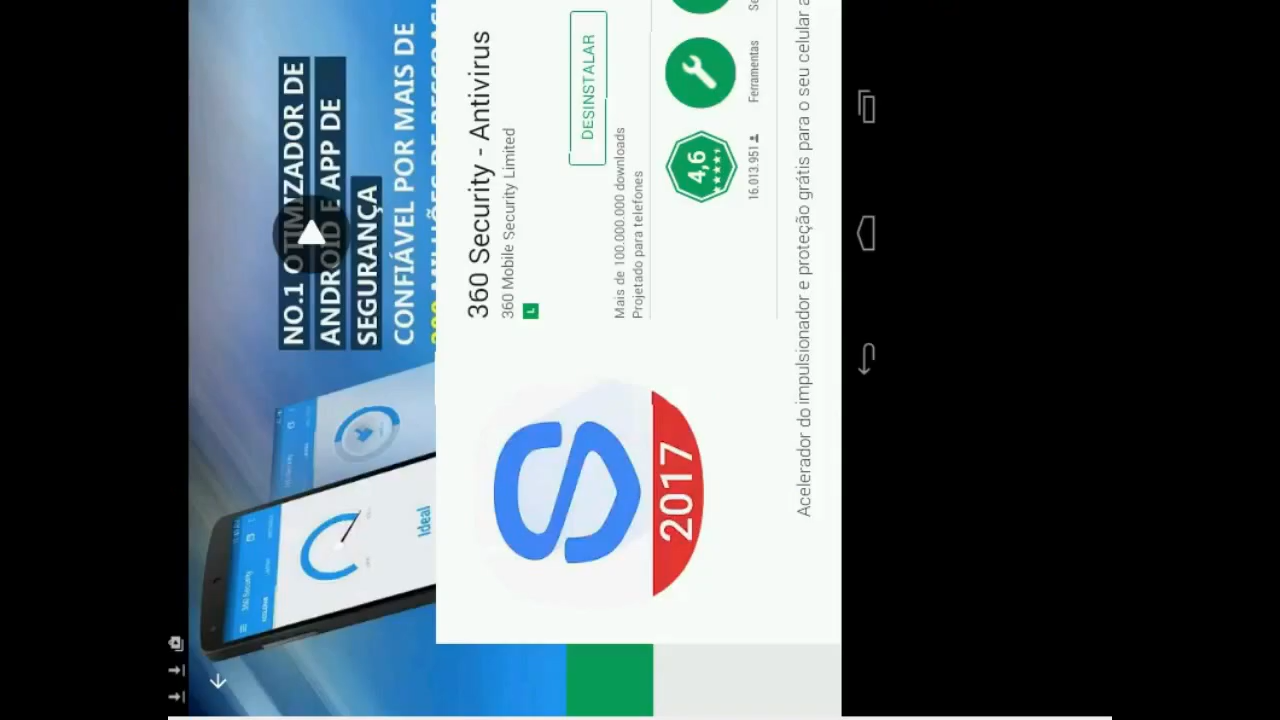 NO.1 OTIMIZADOR DE
ANDROID E APP DE
SEGURANÇA
CONFIÁVEL POR MAIS DE
Ideal
360 Security
2017
360 Security - Antivirus
360 Mobile Security Limited
L
DESINSTALAR
Mais de 100.000.000 downloads
Projetado para telefones
4,6
16.013.951
Ferramentas
Acelerador do impulsionador e proteção grátis para o seu celular